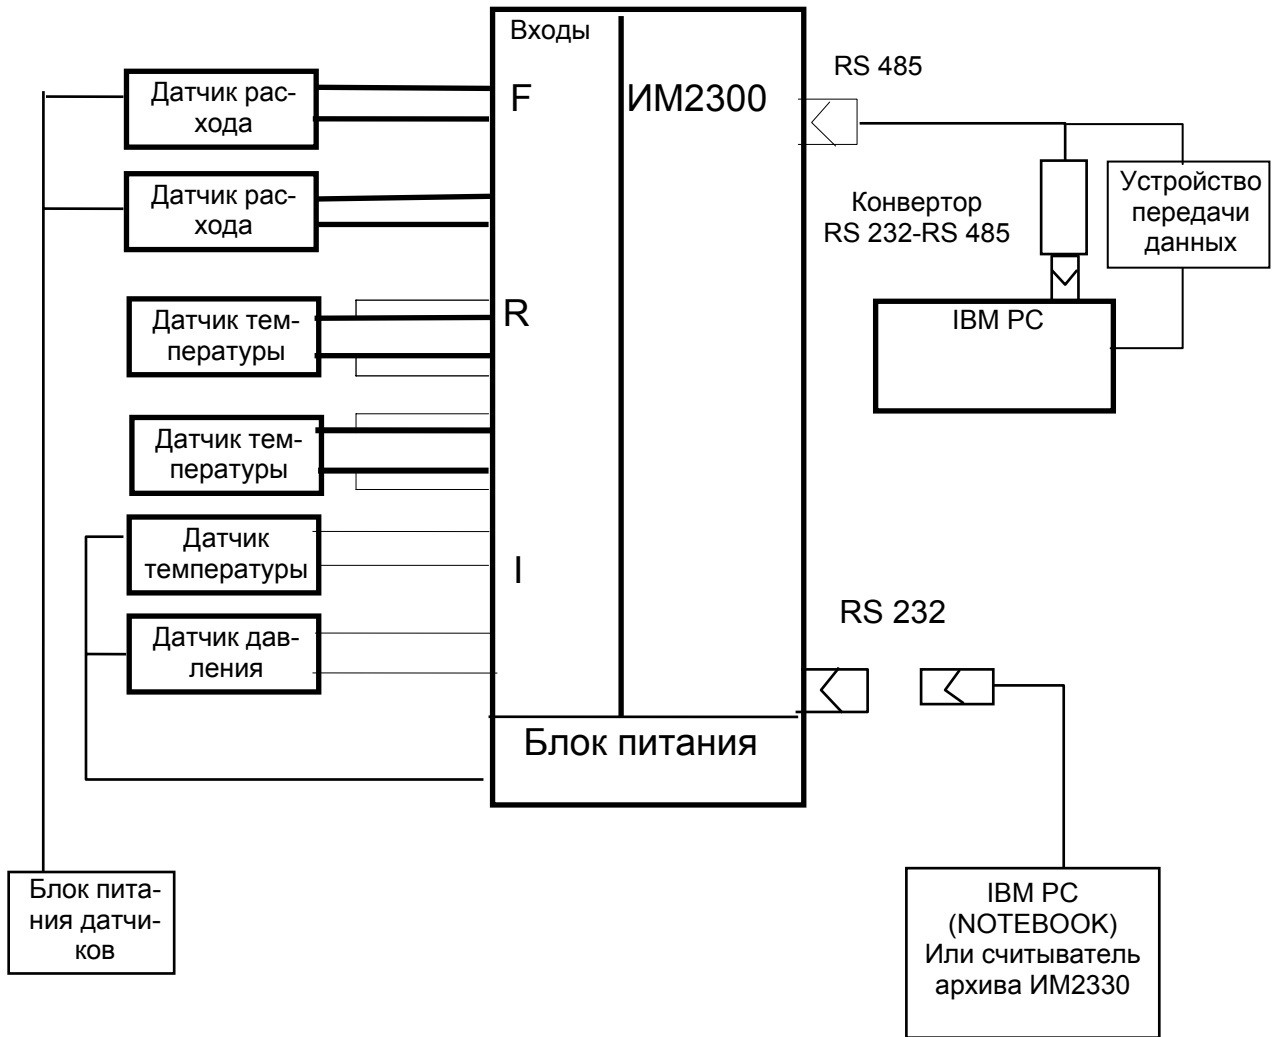 Входы
ИМ2300
F
R
I
Блок питания
Датчик рас-
хода
Датчик рас-
хода
Датчик тем-
пературы
Датчик тем-
пературы
Датчик
температуры
Датчик дав-
ления
Блок пита-
ния датчи-
ков
RS 485
Конвертор
RS 232-RS 485
Устройство
передачи
данных
IBM PC
RS 232
IBM PC
(NOTEBOOK)
Или считыватель
архива ИМ2330